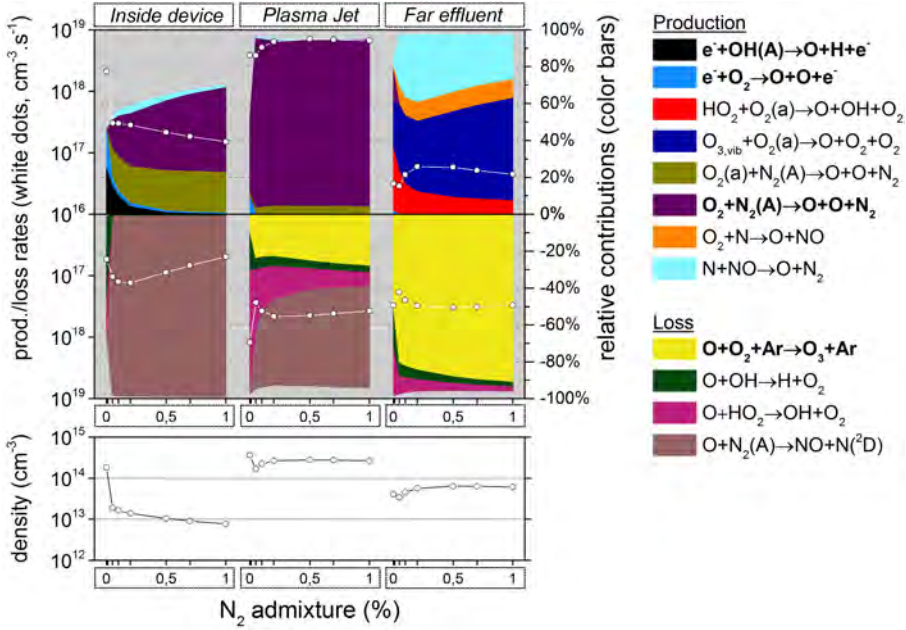 Inside device Plasma Jet Far effluent
prod./loss rates (white dots, cm⁻³.s⁻¹)
10¹⁹
10¹⁸
10¹⁷
10¹⁶
10¹⁷
10¹⁸
10¹⁹
100%
80%
60%
40%
20%
0%
-20%
-40%
-60%
-80%
-100%
relative contributions (color bars)
0 0,5 1 0 0,5 1 0 0,5 1
density (cm⁻³)
10¹⁵
10¹⁴
10¹³
10¹²
0 0,5 1 0 0,5 1 0 0,5 1
N₂ admixture (%)
Production
e⁻+OH(A)→O+H+e⁻
e⁻+O₂→O+O+e⁻
HO₂+O₂(a)→O+OH+O₂
O₃,vib+O₂(a)→O+O₂+O₂
O₂(a)+N₂(A)→O+O+N₂
O₂+N₂(A)→O+O+N₂
O₂+N→O+NO
N+NO→O+N₂
Loss
O+O₂+Ar→O₃+Ar
O+OH→H+O₂
O+HO₂→OH+O₂
O+N₂(A)→NO+N(²D)